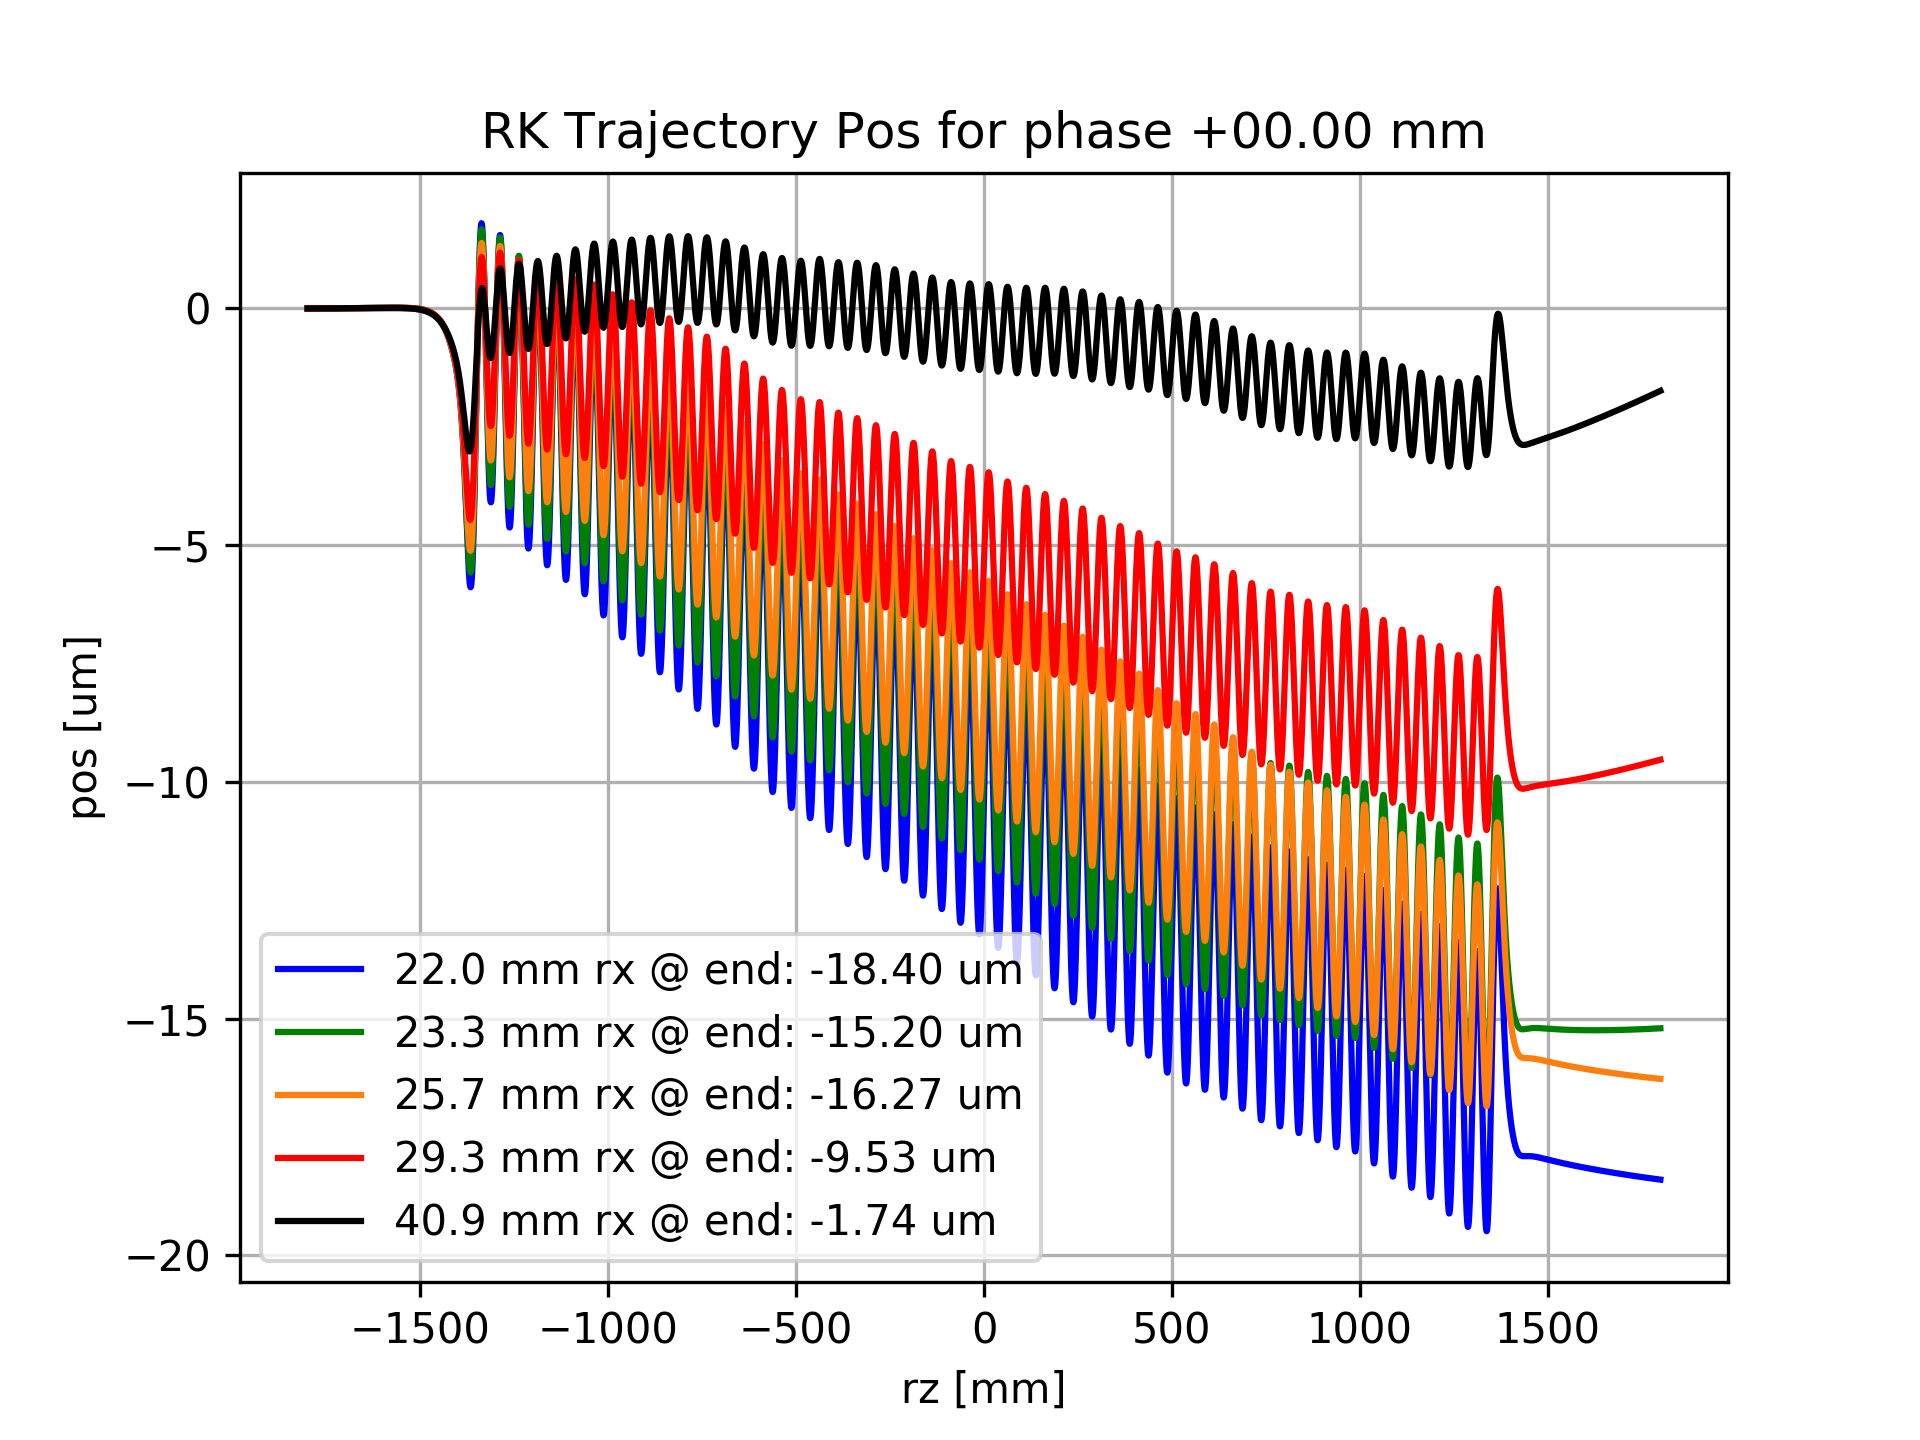 RK Trajectory Pos for phase +00.00 mm
pos [um]
0
−5
−10
−15
−20
22.0 mm rx @ end: -18.40 um
23.3 mm rx @ end: -15.20 um
25.7 mm rx @ end: -16.27 um
29.3 mm rx @ end: -9.53 um
40.9 mm rx @ end: -1.74 um
−1500 −1000 −500 0 500 1000 1500
rz [mm]